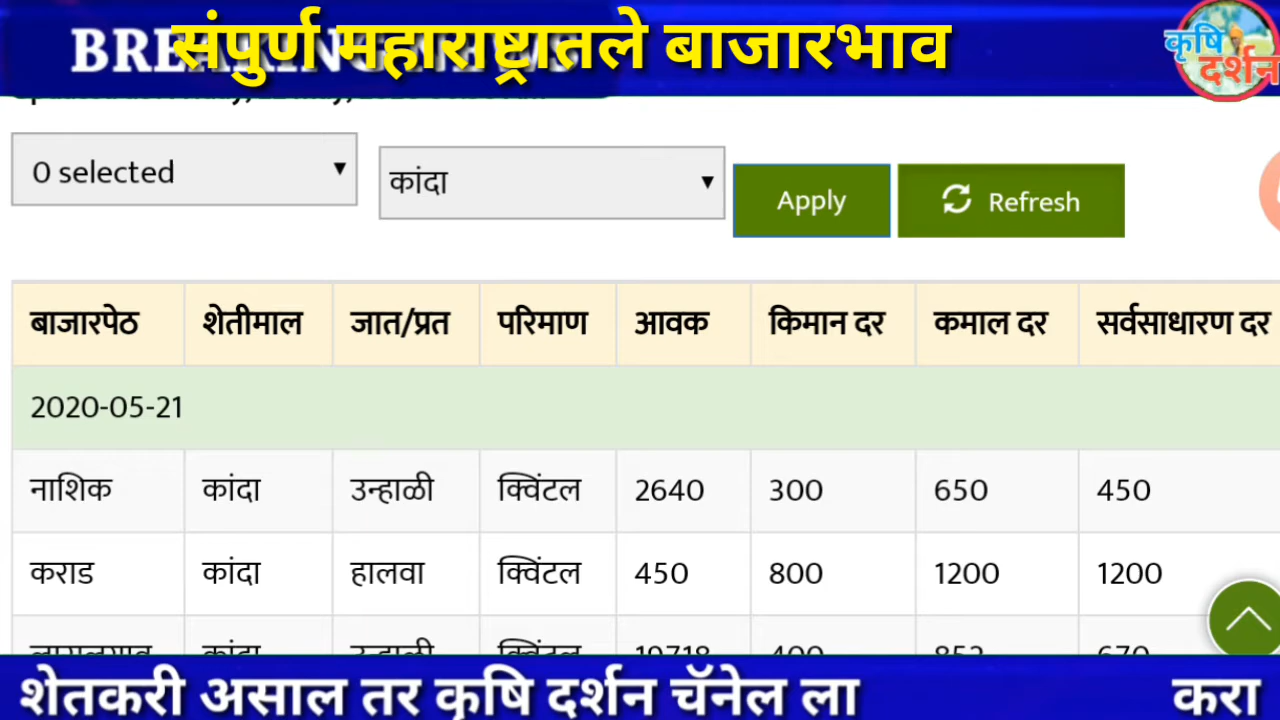 संपुर्ण महाराष्ट्रातले बाजारभाव
कृषि
दर्शन
0 selected
कांदा
Apply
Refresh
बाजारपेठ शेतीमाल जात/प्रत परिमाण आवक किमान दर कमाल दर सर्वसाधारण दर
2020-05-21
नाशिक कांदा उन्हाळी क्विंटल 2640 300 650 450
कराड कांदा हालवा क्विंटल 450 800 1200 1200
शेतकरी असाल तर कृषि दर्शन चॅनेल ला करा